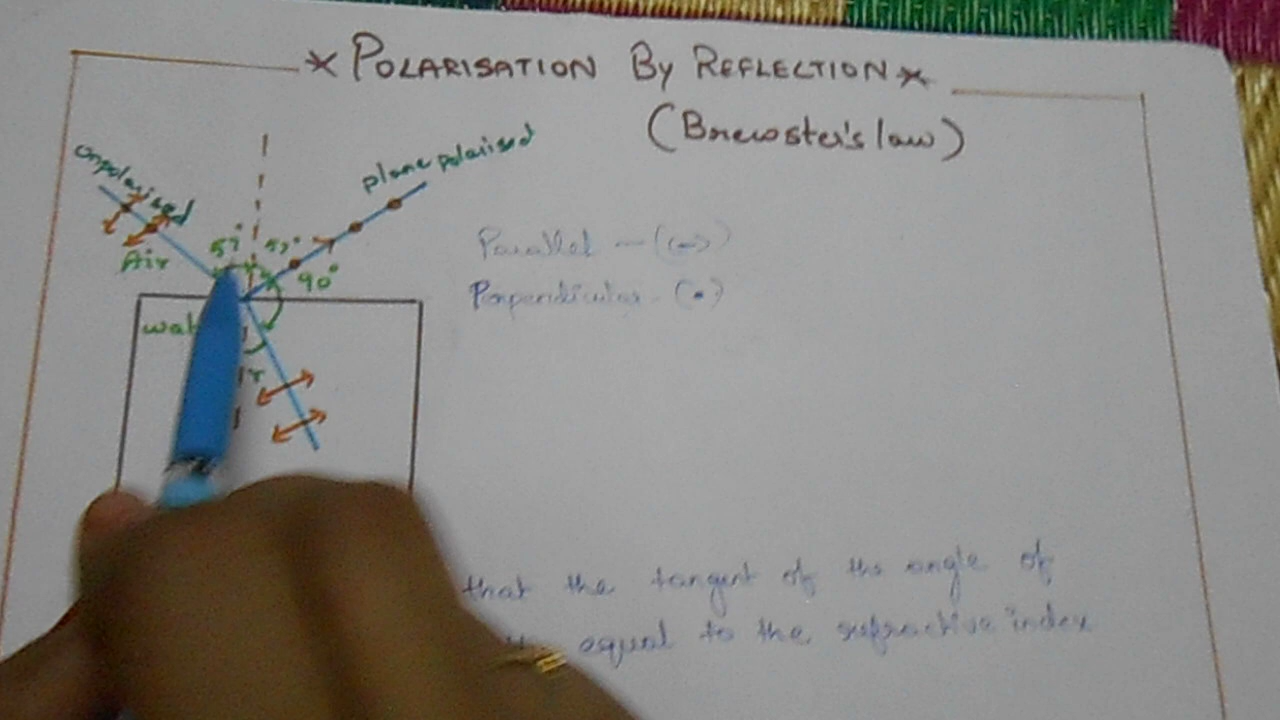 * POLARISATION By REFLECTION *
(Brewster's law)
unpolarised
plane polarised
57° 57°
Air
90°
Parallel - (↔)
Perpendicular - (•)
r
that the tangent of the angle of
equal to the refractive index